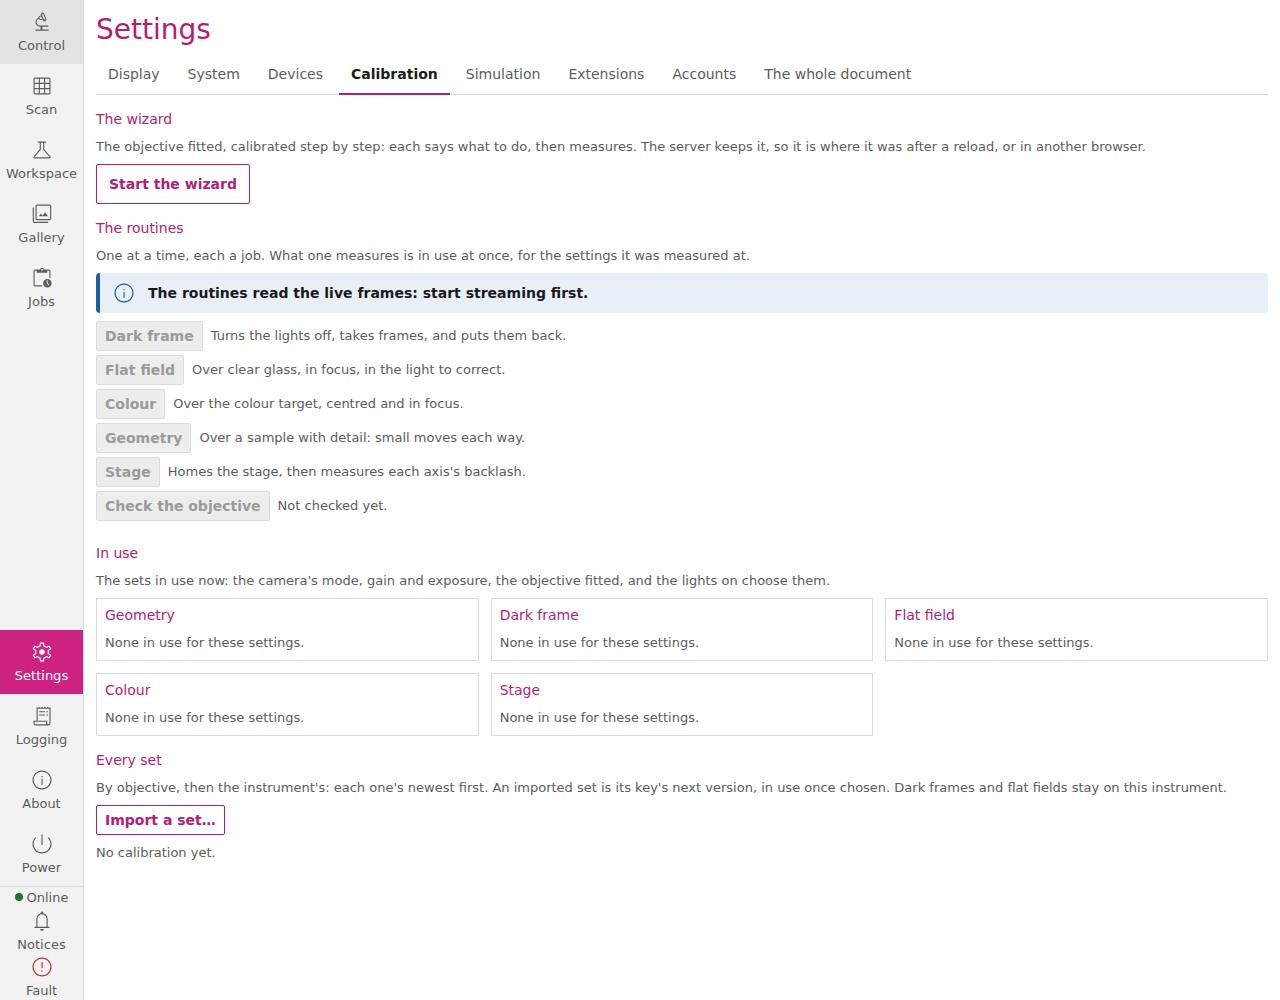 Control
Scan
Workspace
Gallery
Jobs
Settings
Logging
About
Power
Online
Notices
Fault
Settings
Display
System
Devices
Calibration
Simulation
Extensions
Accounts
The whole document
The wizard
The objective fitted, calibrated step by step: each says what to do, then measures. The server keeps it, so it is where it was after a reload, or in another browser.
Start the wizard
The routines
One at a time, each a job. What one measures is in use at once, for the settings it was measured at.
The routines read the live frames: start streaming first.
Dark frame Turns the lights off, takes frames, and puts them back.
Flat field Over clear glass, in focus, in the light to correct.
Colour Over the colour target, centred and in focus.
Geometry Over a sample with detail: small moves each way.
Stage Homes the stage, then measures each axis's backlash.
Check the objective Not checked yet.
In use
The sets in use now: the camera's mode, gain and exposure, the objective fitted, and the lights on choose them.
Geometry
None in use for these settings.
Dark frame
None in use for these settings.
Flat field
None in use for these settings.
Colour
None in use for these settings.
Stage
None in use for these settings.
Every set
By objective, then the instrument's: each one's newest first. An imported set is its key's next version, in use once chosen. Dark frames and flat fields stay on this instrument.
Import a set...
No calibration yet.